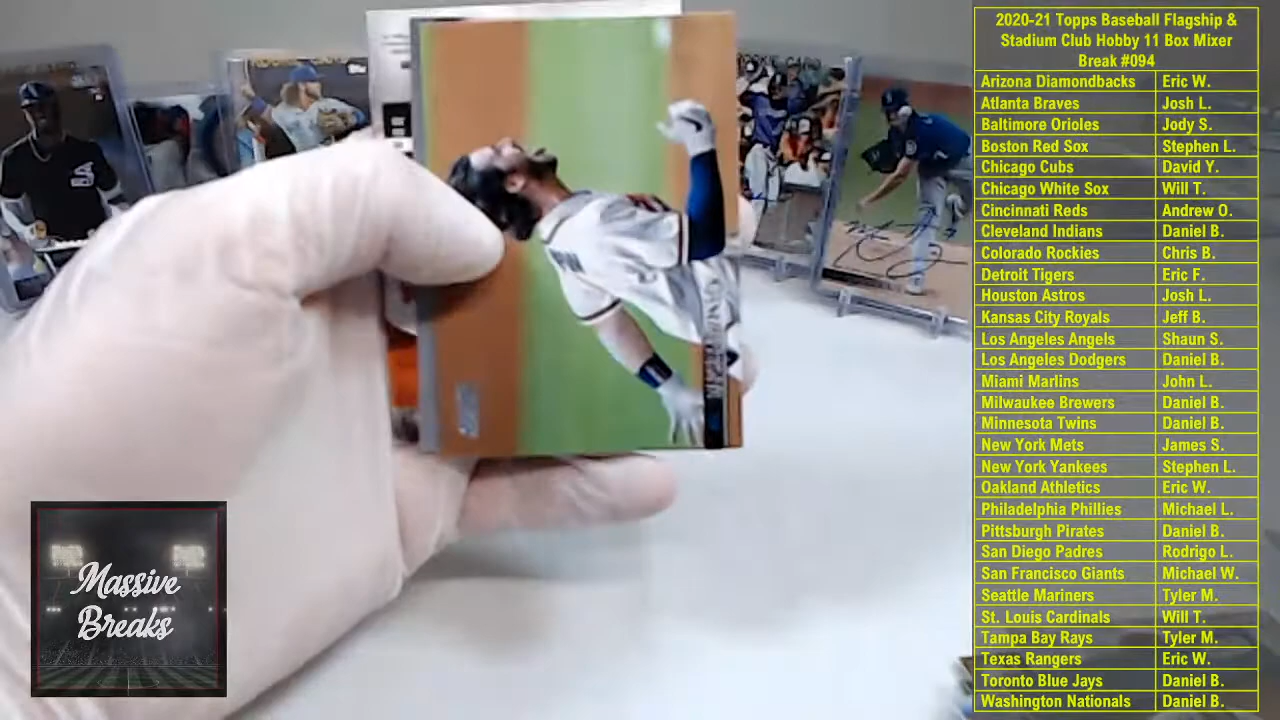 2020-21 Topps Baseball Flagship &
Stadium Club Hobby 11 Box Mixer
Break #094
Arizona Diamondbacks Eric W.
Atlanta Braves Josh L.
Baltimore Orioles Jody S.
Boston Red Sox Stephen L.
Chicago Cubs David Y.
Chicago White Sox Will T.
Cincinnati Reds Andrew O.
Cleveland Indians Daniel B.
Colorado Rockies Chris B.
Detroit Tigers Eric F.
Houston Astros Josh L.
Kansas City Royals Jeff B.
Los Angeles Angels Shaun S.
Los Angeles Dodgers Daniel B.
Miami Marlins John L.
Milwaukee Brewers Daniel B.
Minnesota Twins Daniel B.
New York Mets James S.
New York Yankees Stephen L.
Oakland Athletics Eric W.
Philadelphia Phillies Michael L.
Pittsburgh Pirates Daniel B.
San Diego Padres Rodrigo L.
San Francisco Giants Michael W.
Seattle Mariners Tyler M.
St. Louis Cardinals Will T.
Tampa Bay Rays Tyler M.
Texas Rangers Eric W.
Toronto Blue Jays Daniel B.
Washington Nationals Daniel B.
Massive
Breaks